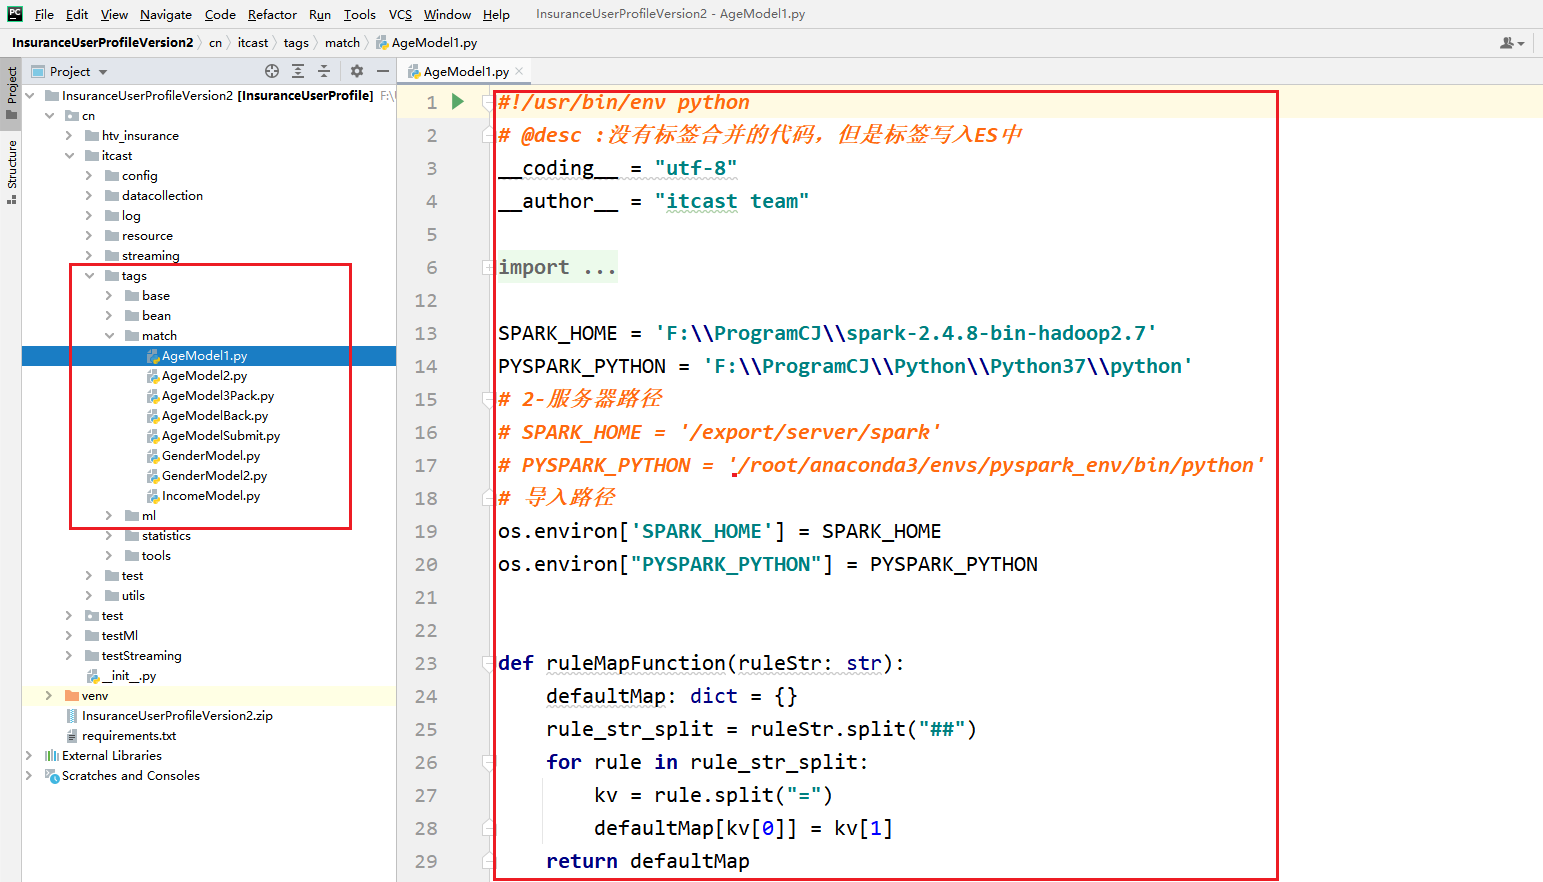 PC File Edit View Navigate Code Refactor Run Tools VCS Window Help InsuranceUserProfileVersion2 - AgeModel1.py
InsuranceUserProfileVersion2 cn itcast tags match AgeModel1.py
Project
Structure
Project
InsuranceUserProfileVersion2 [InsuranceUserProfile] F:\
cn
htv_insurance
itcast
config
datacollection
log
resource
streaming
tags
base
bean
match
AgeModel1.py
AgeModel2.py
AgeModel3Pack.py
AgeModelBack.py
AgeModelSubmit.py
GenderModel.py
GenderModel2.py
IncomeModel.py
ml
statistics
tools
test
utils
test
testMl
testStreaming
__init__.py
venv
InsuranceUserProfileVersion2.zip
requirements.txt
External Libraries
Scratches and Consoles
AgeModel1.py
1 #!/usr/bin/env python
2 # @desc :没有标签合并的代码，但是标签写入ES中
3 __coding__ = "utf-8"
4 __author__ = "itcast team"
5
6 import ...
12
13 SPARK_HOME = 'F:\\ProgramCJ\\spark-2.4.8-bin-hadoop2.7'
14 PYSPARK_PYTHON = 'F:\\ProgramCJ\\Python\\Python37\\python'
15 # 2-服务器路径
16 # SPARK_HOME = '/export/server/spark'
17 # PYSPARK_PYTHON = '/root/anaconda3/envs/pyspark_env/bin/python'
18 # 导入路径
19 os.environ['SPARK_HOME'] = SPARK_HOME
20 os.environ["PYSPARK_PYTHON"] = PYSPARK_PYTHON
21
22
23 def ruleMapFunction(ruleStr: str):
24 defaultMap: dict = {}
25 rule_str_split = ruleStr.split("##")
26 for rule in rule_str_split:
27 kv = rule.split("=")
28 defaultMap[kv[0]] = kv[1]
29 return defaultMap